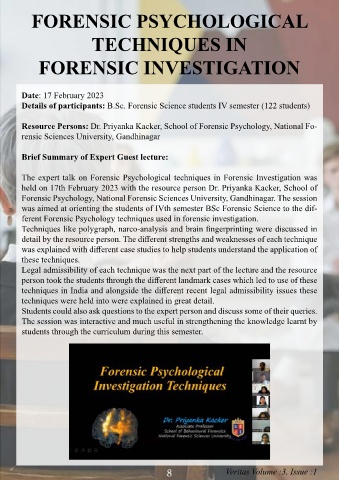 FORENSIC PSYCHOLOGICAL
TECHNIQUES IN
FORENSIC INVESTIGATION
Date: 17 February 2023
Details of participants: B.Sc. Forensic Science students IV semester (122 students)
Resource Persons: Dr. Priyanka Kacker, School of Forensic Psychology, National Fo-
rensic Sciences University, Gandhinagar
Brief Summary of Expert Guest lecture:
The expert talk on Forensic Psychological techniques in Forensic Investigation was
held on 17th February 2023 with the resource person Dr. Priyanka Kacker, School of
Forensic Psychology, National Forensic Sciences University, Gandhinagar. The session
was aimed at orienting the students of IVth semester BSc Forensic Science to the dif-
ferent Forensic Psychology techniques used in forensic investigation.
Techniques like polygraph, narco-analysis and brain fingerprinting were discussed in
detail by the resource person. The different strengths and weaknesses of each technique
was explained with different case studies to help students understand the application of
these techniques.
Legal admissibility of each technique was the next part of the lecture and the resource
person took the students through the different landmark cases which led to use of these
techniques in India and alongside the different recent legal admissibility issues these
techniques were held into were explained in great detail.
Students could also ask questions to the expert person and discuss some of their queries.
The session was interactive and much useful in strengthening the knowledge learnt by
students through the curriculum during this semester.
Forensic Psychological
Investigation Techniques
Dr. Priyanka Kacker
Associate Professor
School of Behavioural Forensics
National Forensic Sciences University
8
Veritas Volume :3, Issue :1